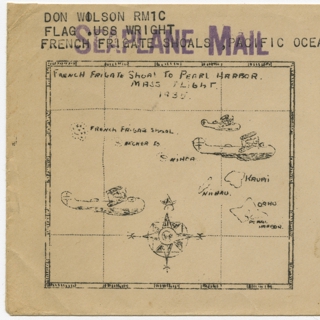 DON WILSON RM1C
FLAG USS WRIGHT
SEAPLANE MAIL
FRENCH FRIGATE SHOALS, PACIFIC OCEA
FRENCH FRIGATE SHOAL TO PEARL HARBOR.
MASS FLIGHT.
1935.
FRENCH FRIGATE SHOAL
NECKER IS
NIHOA
KAUAI
NIIHAU
OAHU
PEARL HARBOR